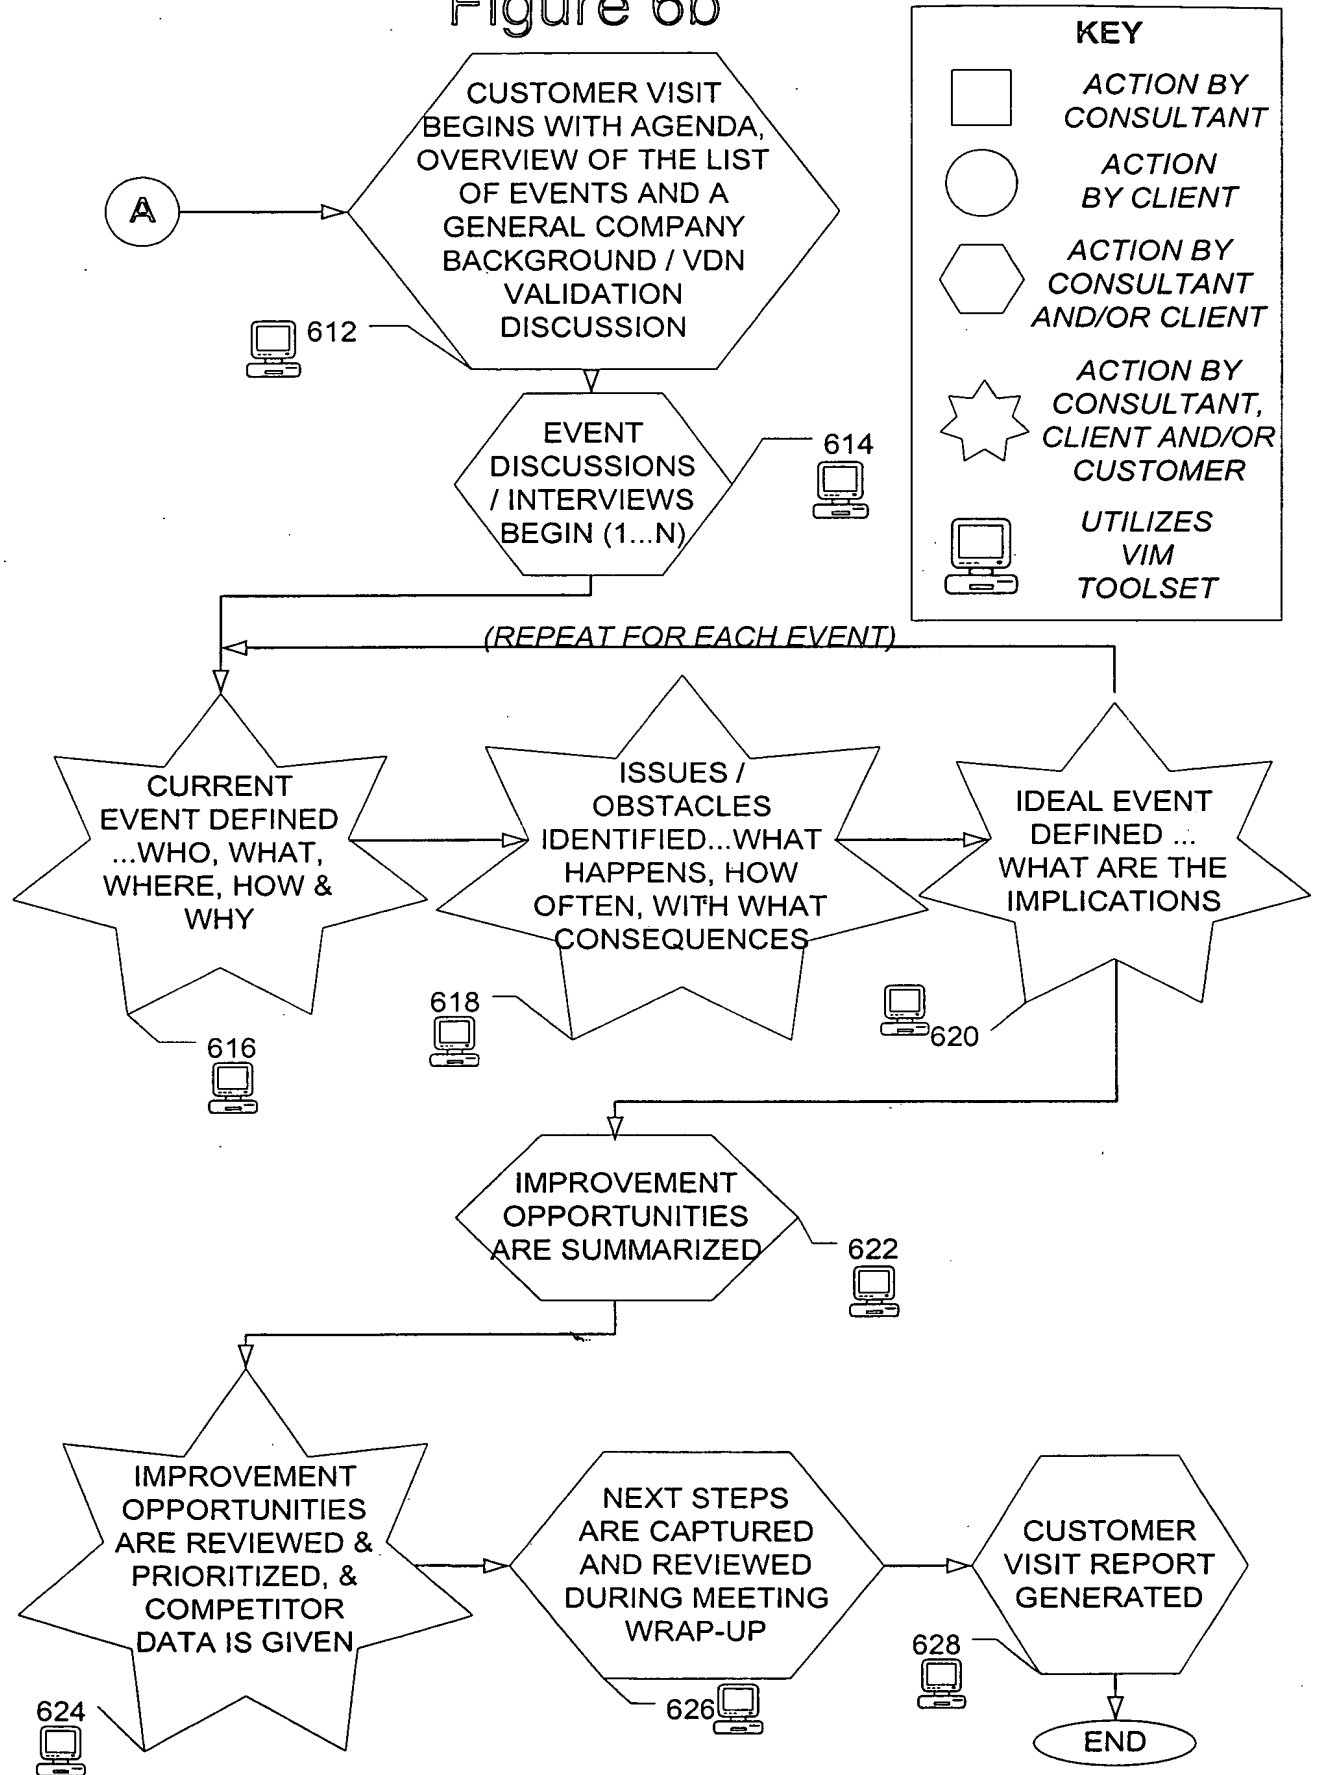 Figure 6b
KEY
ACTION BY
CONSULTANT
ACTION
BY CLIENT
ACTION BY
CONSULTANT
AND/OR CLIENT
ACTION BY
CONSULTANT,
CLIENT AND/OR
CUSTOMER
UTILIZES
VIM
TOOLSET
A
CUSTOMER VISIT
BEGINS WITH AGENDA,
OVERVIEW OF THE LIST
OF EVENTS AND A
GENERAL COMPANY
BACKGROUND / VDN
VALIDATION
DISCUSSION
612
EVENT
DISCUSSIONS
/ INTERVIEWS
BEGIN (1...N)
614
(REPEAT FOR EACH EVENT)
CURRENT
EVENT DEFINED
...WHO, WHAT,
WHERE, HOW &
WHY
616
ISSUES /
OBSTACLES
IDENTIFIED...WHAT
HAPPENS, HOW
OFTEN, WITH WHAT
CONSEQUENCES
618
IDEAL EVENT
DEFINED ...
WHAT ARE THE
IMPLICATIONS
620
IMPROVEMENT
OPPORTUNITIES
ARE SUMMARIZED
622
IMPROVEMENT
OPPORTUNITIES
ARE REVIEWED &
PRIORITIZED, &
COMPETITOR
DATA IS GIVEN
624
NEXT STEPS
ARE CAPTURED
AND REVIEWED
DURING MEETING
WRAP-UP
626
CUSTOMER
VISIT REPORT
GENERATED
628
END